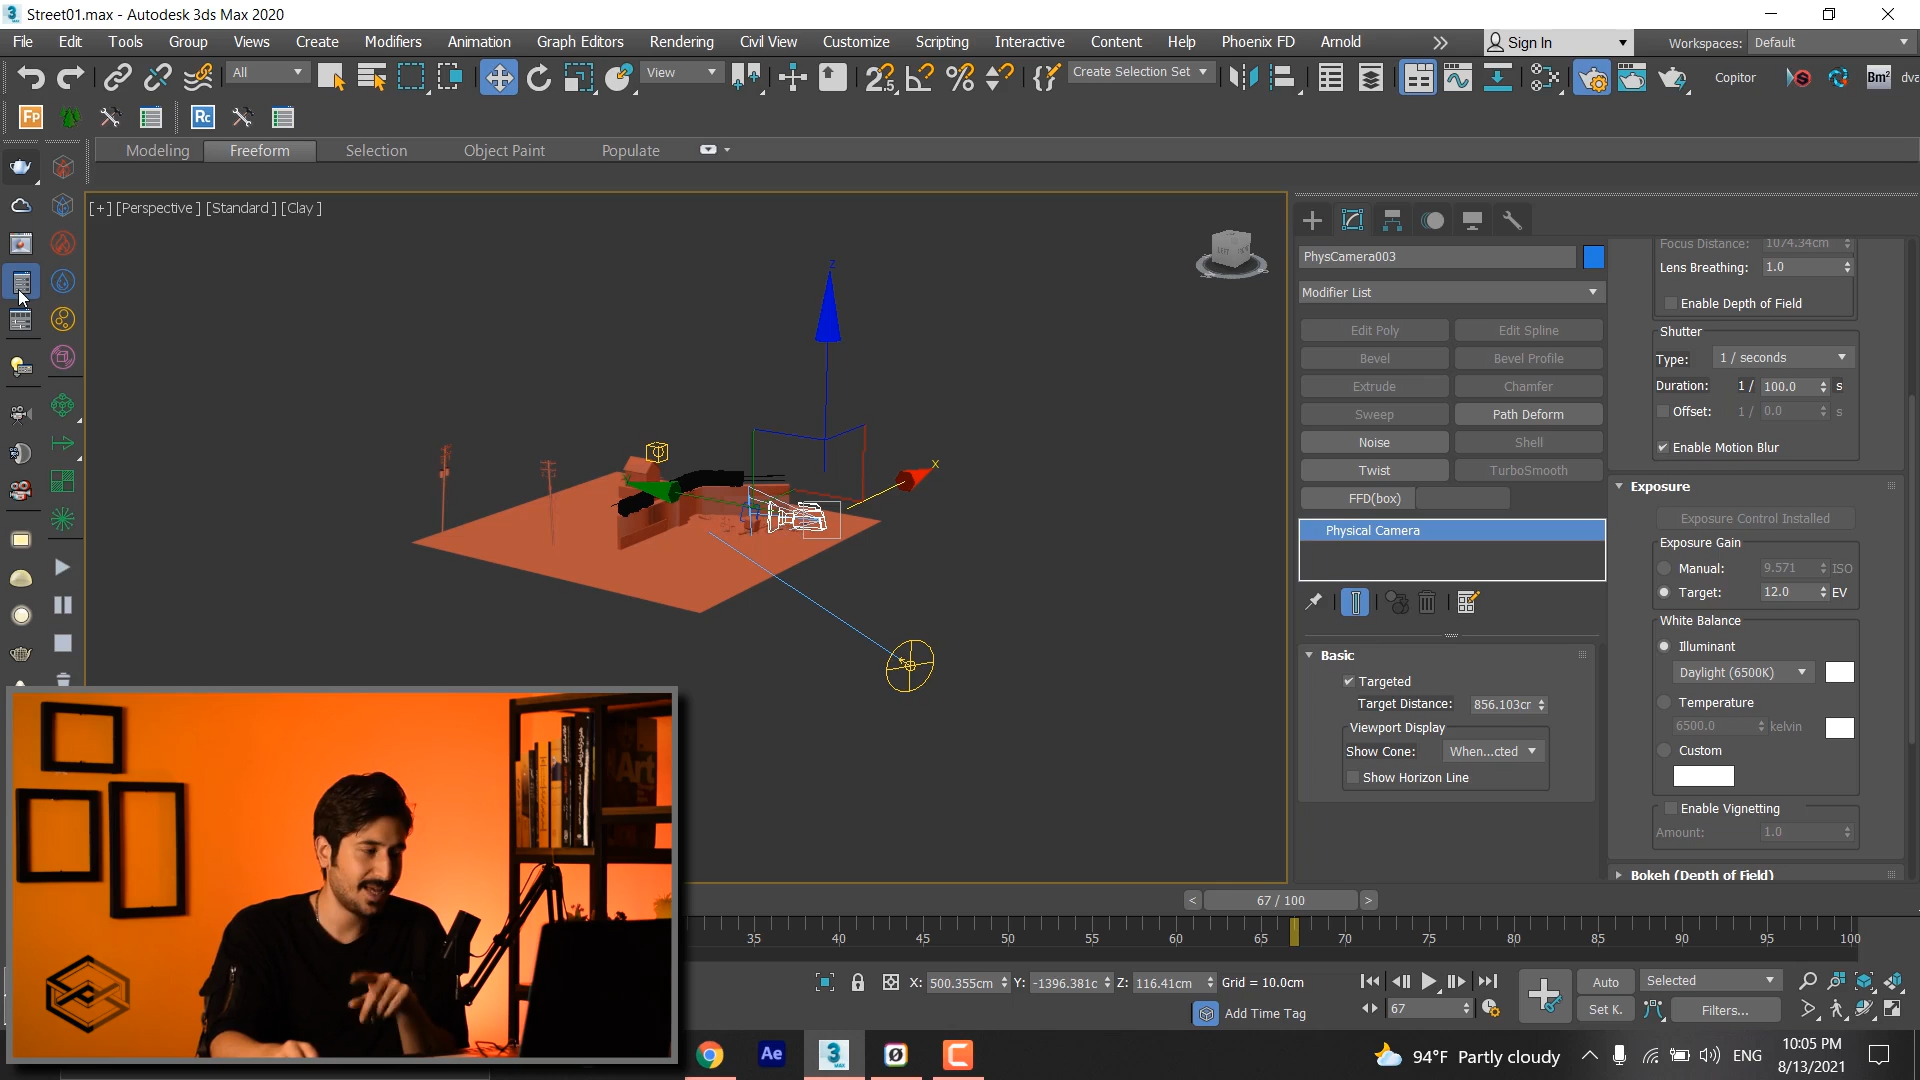 Street01.max - Autodesk 3ds Max 2020
File Edit Tools Group Views Create Modifiers Animation Graph Editors Rendering Civil View Customize Scripting Interactive Content Help Phoenix FD Arnold Sign In Workspaces: Default
All View Create Selection Set Copitor Bm²
Fp Rc
Modeling Freeform Selection Object Paint Populate
[+] [Perspective ] [Standard ] [Clay ]
z
x
PhysCamera003
Modifier List
Edit Poly Edit Spline
Bevel Bevel Profile
Extrude Chamfer
Sweep Path Deform
Noise Shell
Twist TurboSmooth
FFD(box)
Physical Camera
Basic
Targeted
Target Distance: 856.103cr
Viewport Display
Show Cone: When...cted
Show Horizon Line
Focus Distance: 1074.34cm
Lens Breathing: 1.0
Enable Depth of Field
Shutter
Type: 1 / seconds
Duration: 1 / 100.0 s
Offset: 1 / 0.0 s
Enable Motion Blur
Exposure
Exposure Control Installed
Exposure Gain
Manual: 9.571 ISO
Target: 12.0 EV
White Balance
Illuminant
Daylight (6500K)
Temperature
6500.0 kelvin
Custom
Enable Vignetting
Amount: 1.0
Bokeh (Depth of Field)
< 67 / 100 >
35 40 45 50 55 60 65 70 75 80 85 90 95 100
X: 500.355cm Y: -1396.381c Z: 116.41cm Grid = 10.0cm
Auto Selected
Add Time Tag 67 Set K. Filters...
Art
Ae 3 MAX
94°F Partly cloudy ENG
10:05 PM
8/13/2021